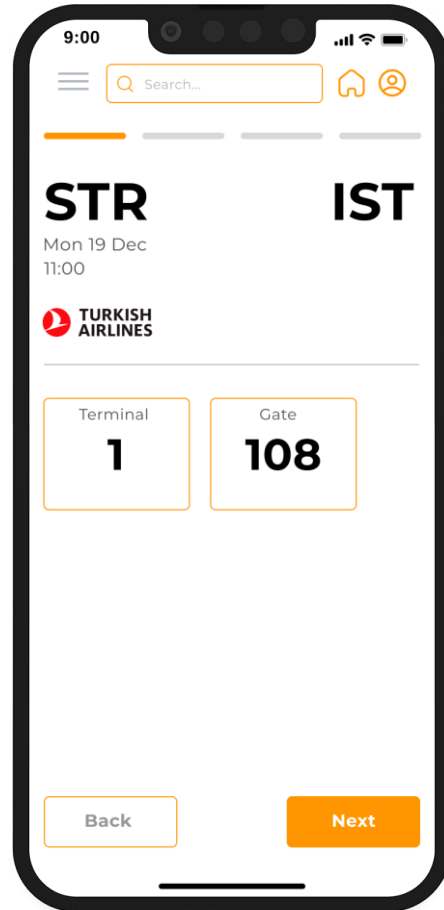 9:00
Search...
STR IST
Mon 19 Dec
11:00
TURKISH
AIRLINES
Terminal Gate
1 108
Back Next